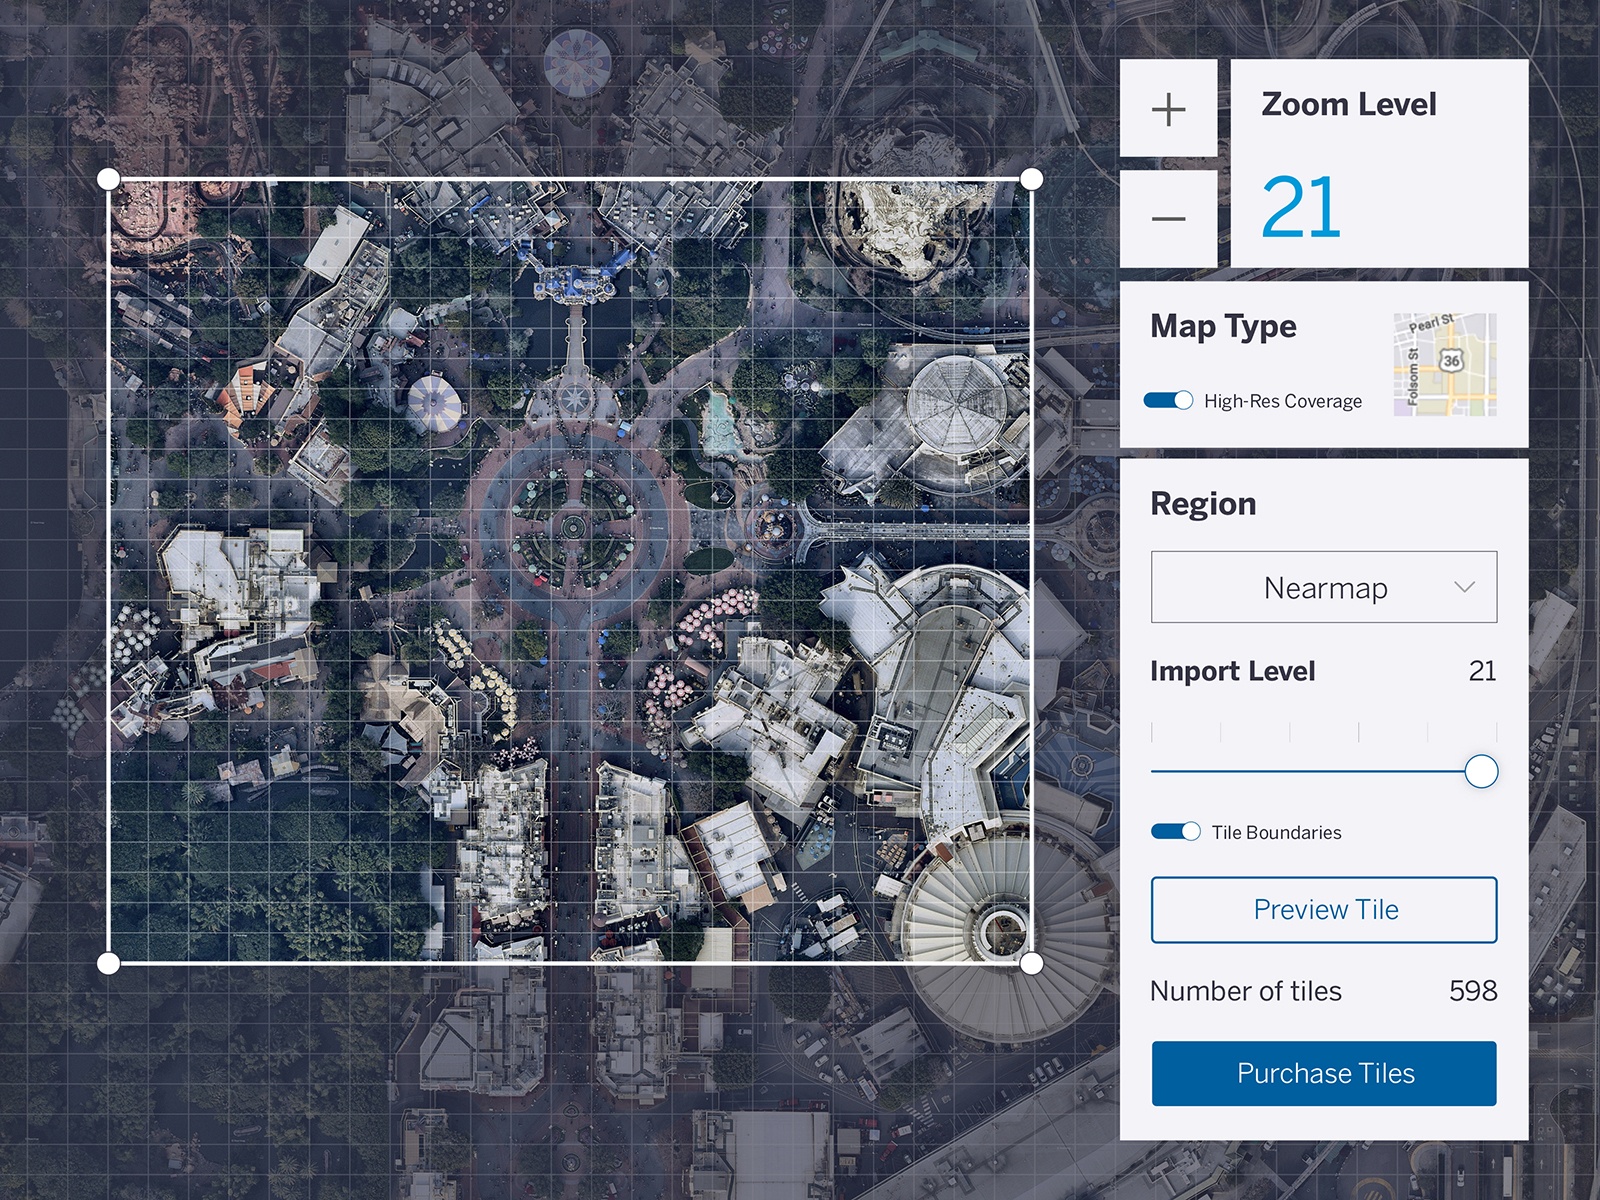 +
Zoom Level
21
−
Map Type
High-Res Coverage
Pearl St
Folsom St
36
Region
Nearmap
Import Level 21
Tile Boundaries
Preview Tile
Number of tiles 598
Purchase Tiles